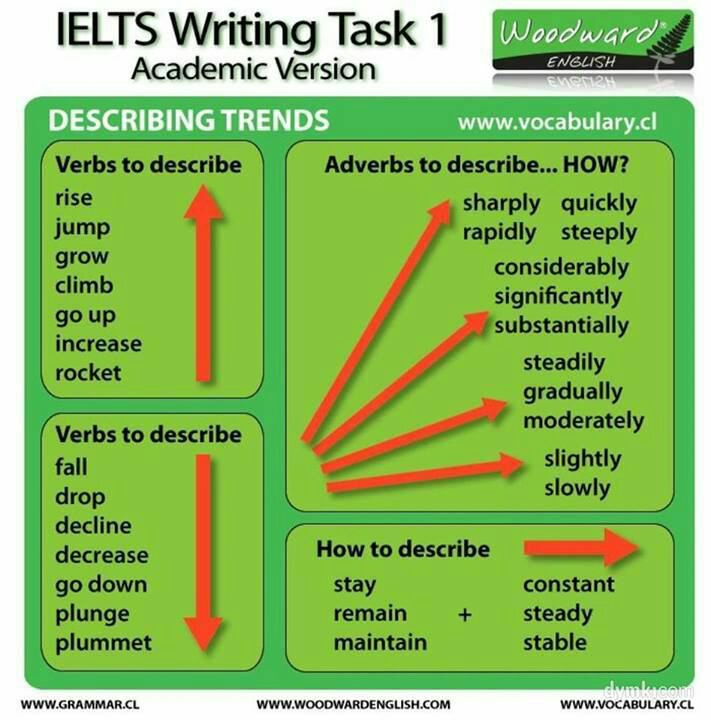 IELTS Writing Task 1
Academic Version
Woodward®
ENGLISH
DESCRIBING TRENDS
www.vocabulary.cl
Verbs to describe
rise
jump
grow
climb
go up
increase
rocket
Verbs to describe
fall
drop
decline
decrease
go down
plunge
plummet
Adverbs to describe... HOW?
sharply quickly
rapidly steeply
considerably
significantly
substantially
steadily
gradually
moderately
slightly
slowly
How to describe
stay constant
remain + steady
maintain stable
dymk.com
WWW.GRAMMAR.CL
WWW.WOODWARDENGLISH.COM
WWW.VOCABULARY.CL